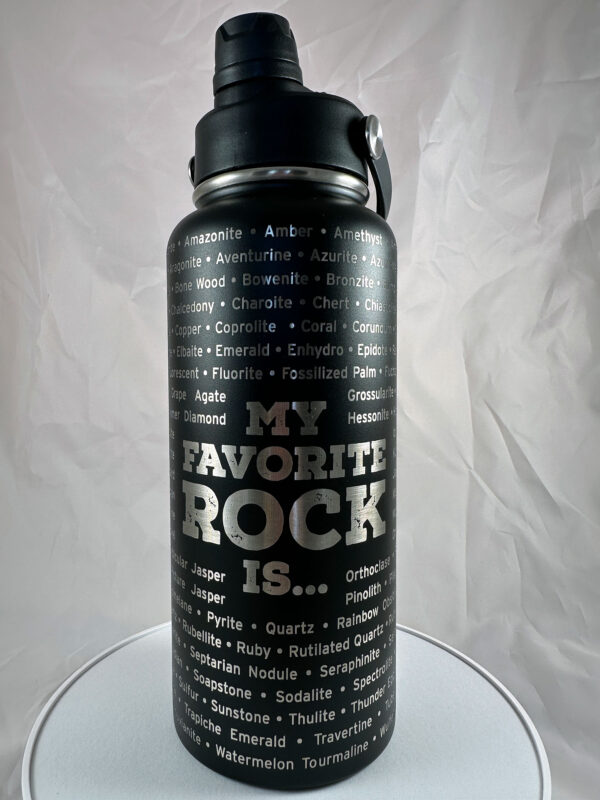 • Amazonite • Amber • Amethyst
• Aventurine • Azurite •
• Bone Wood • Bowenite • Bronzite •
Chalcedony • Charoite • Chert •
• Copper • Coprolite • Coral •
• Elbaite • Emerald • Enhydro • Epidote •
• Fluorite • Fossilized Palm •
Grape Agate Grossularite
Diamond Hessonite •
MY
FAVORITE
ROCK
IS...
Jasper Orthoclase •
Jasper Pinolith •
• Pyrite • Quartz • Rainbow
• Rubellite • Ruby • Rutilated Quartz •
• Septarian Nodule • Seraphinite •
• Soapstone • Sodalite •
Sulfur • Sunstone • Thulite • Thunder
• Trapiche Emerald • Travertine •
• Watermelon Tourmaline •